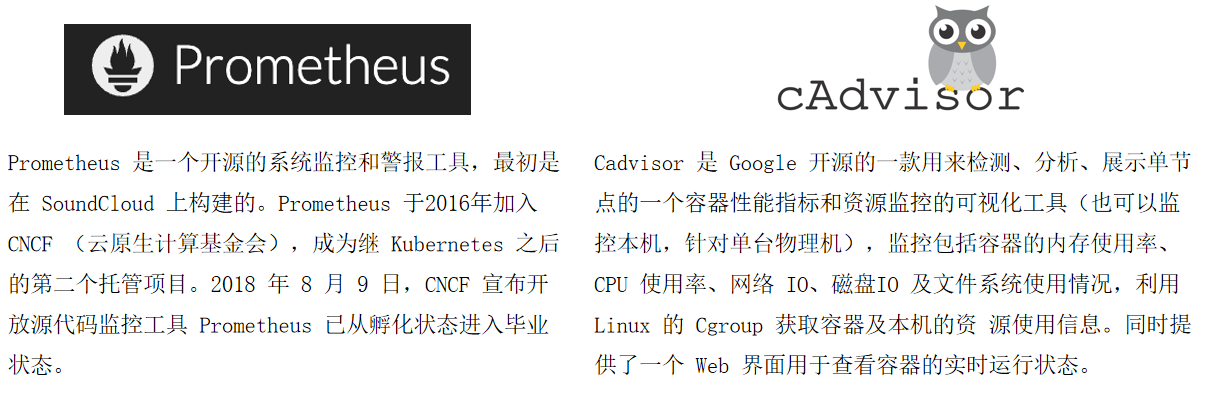 Prometheus
Prometheus 是一个开源的系统监控和警报工具，最初是
在 SoundCloud 上构建的。Prometheus 于2016年加入
CNCF （云原生计算基金会），成为继 Kubernetes 之后
的第二个托管项目。2018 年 8 月 9 日，CNCF 宣布开
放源代码监控工具 Prometheus 已从孵化状态进入毕业
状态。
cAdvisor
Cadvisor 是 Google 开源的一款用来检测、分析、展示单节
点的一个容器性能指标和资源监控的可视化工具（也可以监
控本机，针对单台物理机），监控包括容器的内存使用率、
CPU 使用率、网络 IO、磁盘IO 及文件系统使用情况，利用
Linux 的 Cgroup 获取容器及本机的资 源使用信息。同时提
供了一个 Web 界面用于查看容器的实时运行状态。